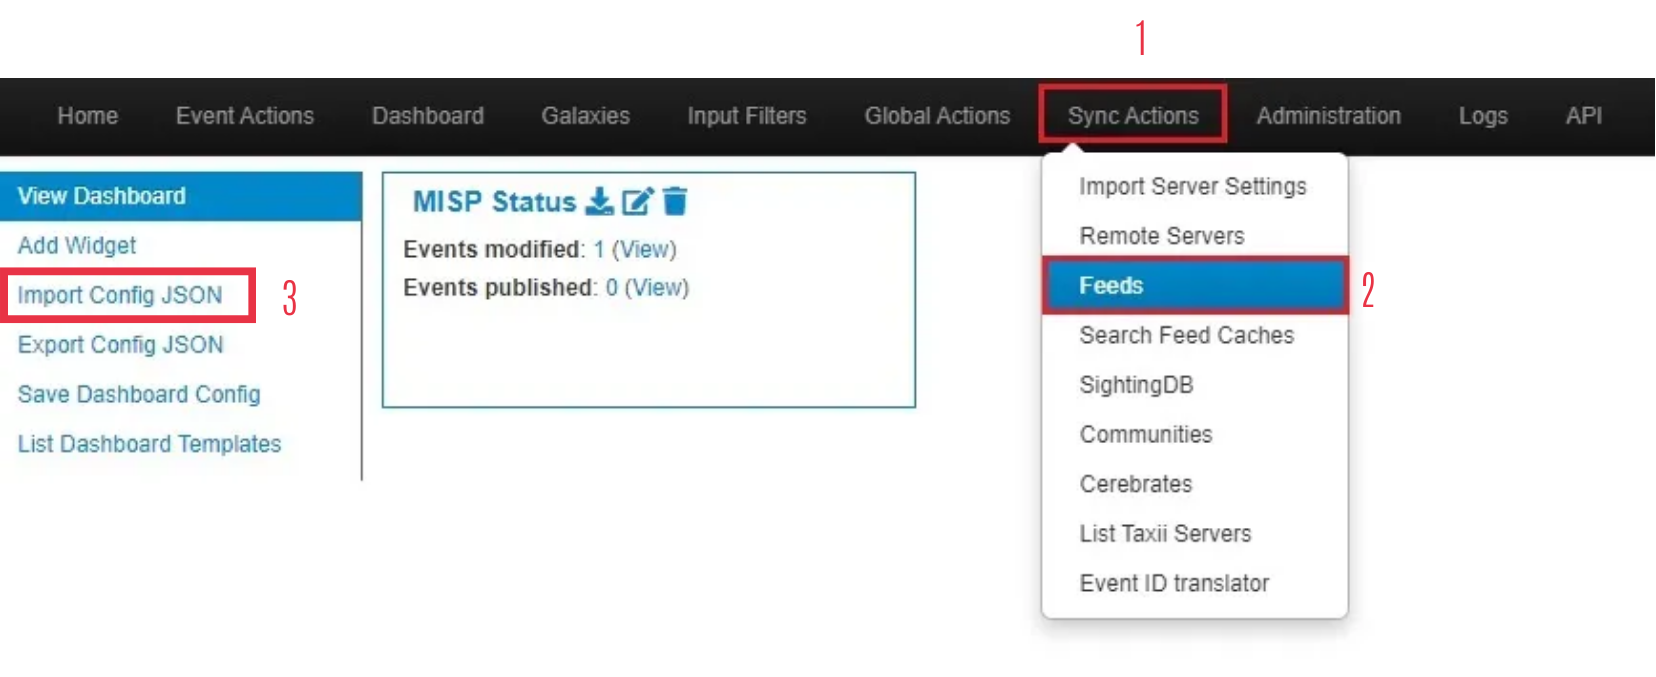 1
Home Event Actions Dashboard Galaxies Input Filters Global Actions Sync Actions Administration Logs API
View Dashboard
Add Widget
Import Config JSON
3
Export Config JSON
Save Dashboard Config
List Dashboard Templates
MISP Status
Events modified: 1 (View)
Events published: 0 (View)
Import Server Settings
Remote Servers
Feeds
2
Search Feed Caches
SightingDB
Communities
Cerebrates
List Taxii Servers
Event ID translator